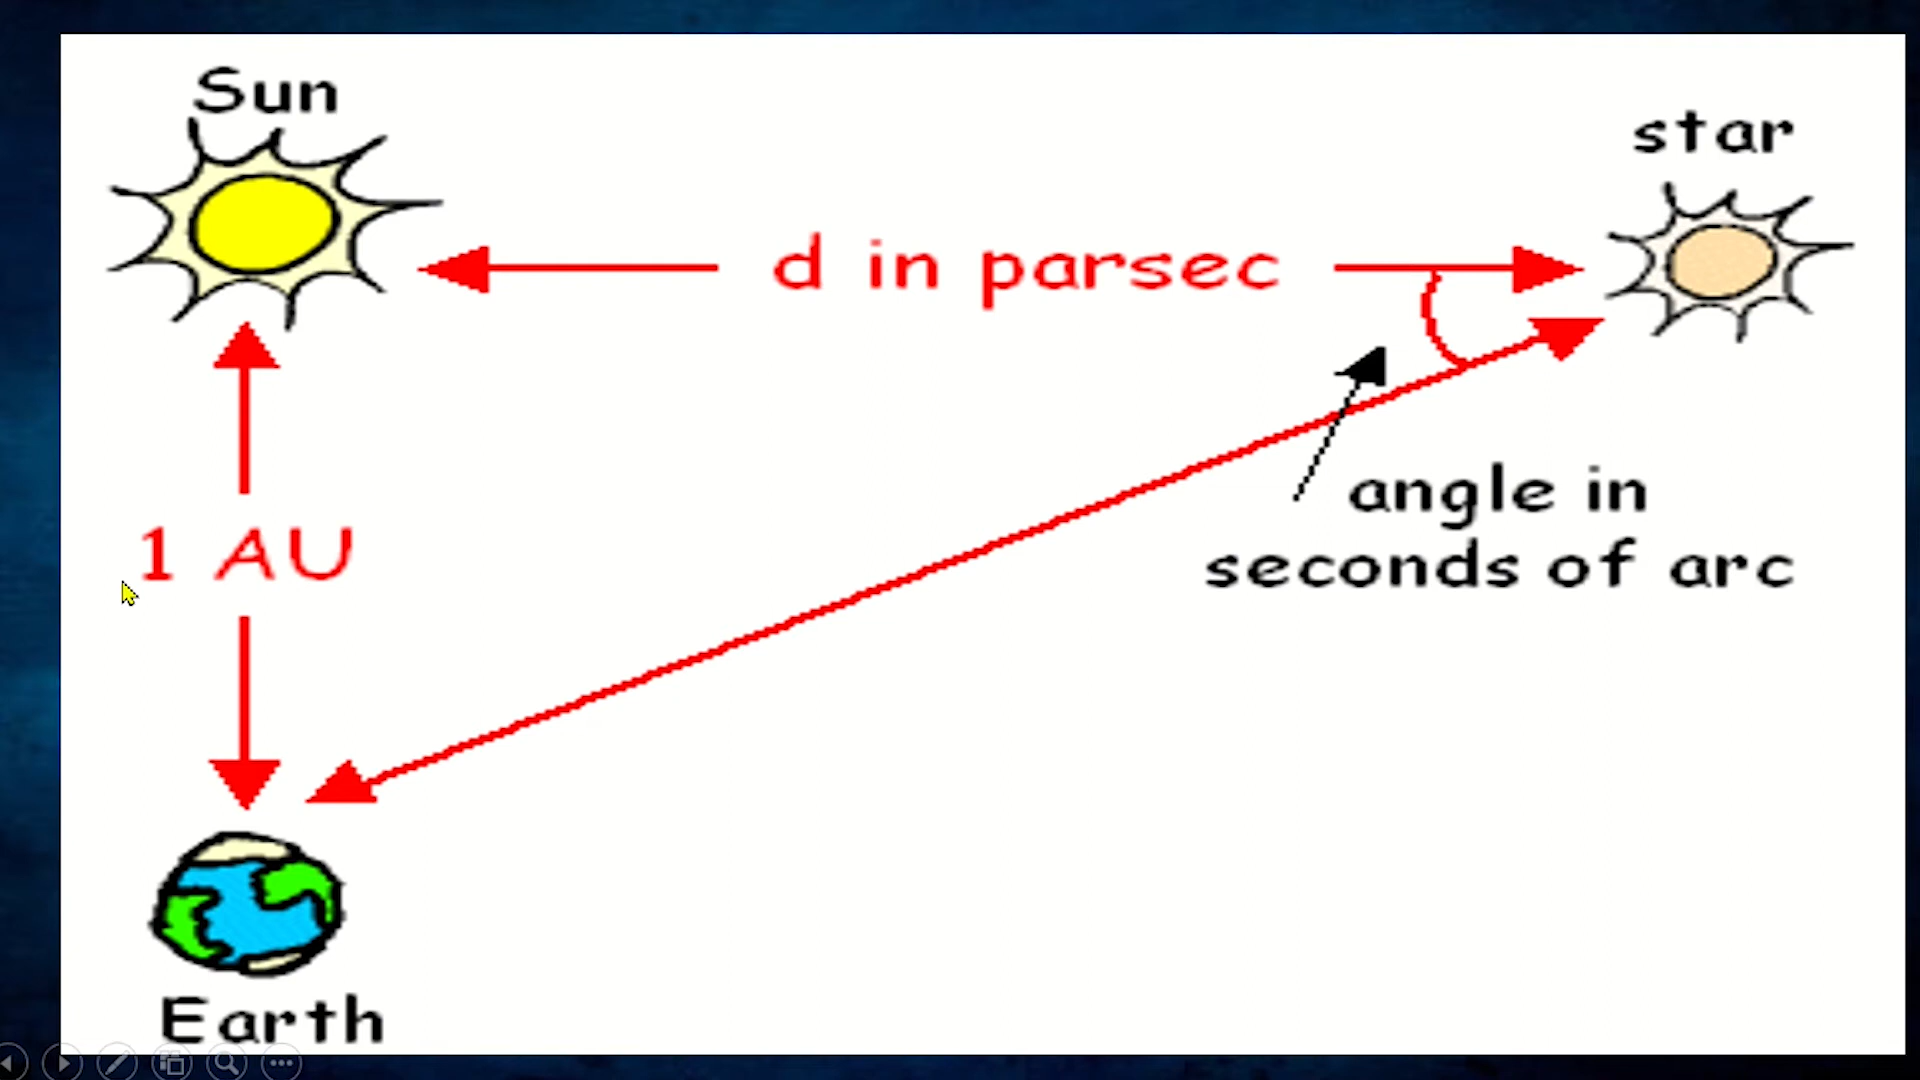 Sun
star
d in parsec
1 AU
angle in
seconds of arc
Earth